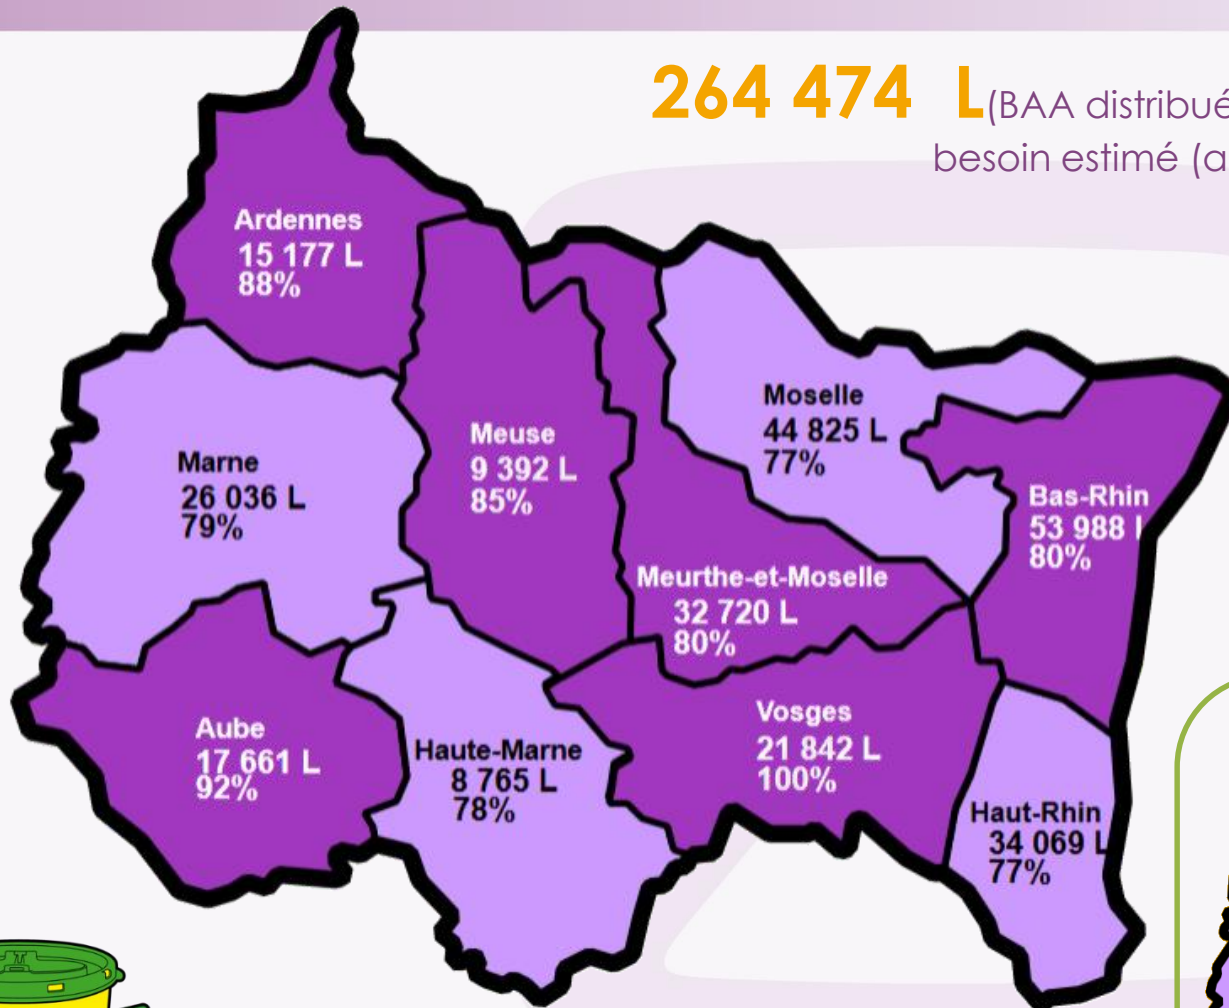 264 474 L (BAA distribué
besoin estimé (a
Ardennes
15 177 L
88%
Marne
26 036 L
79%
Meuse
9 392 L
85%
Moselle
44 825 L
77%
Bas-Rhin
53 988 l
80%
Meurthe-et-Moselle
32 720 L
80%
Aube
17 661 L
92%
Haute-Marne
8 765 L
78%
Vosges
21 842 L
100%
Haut-Rhin
34 069 L
77%